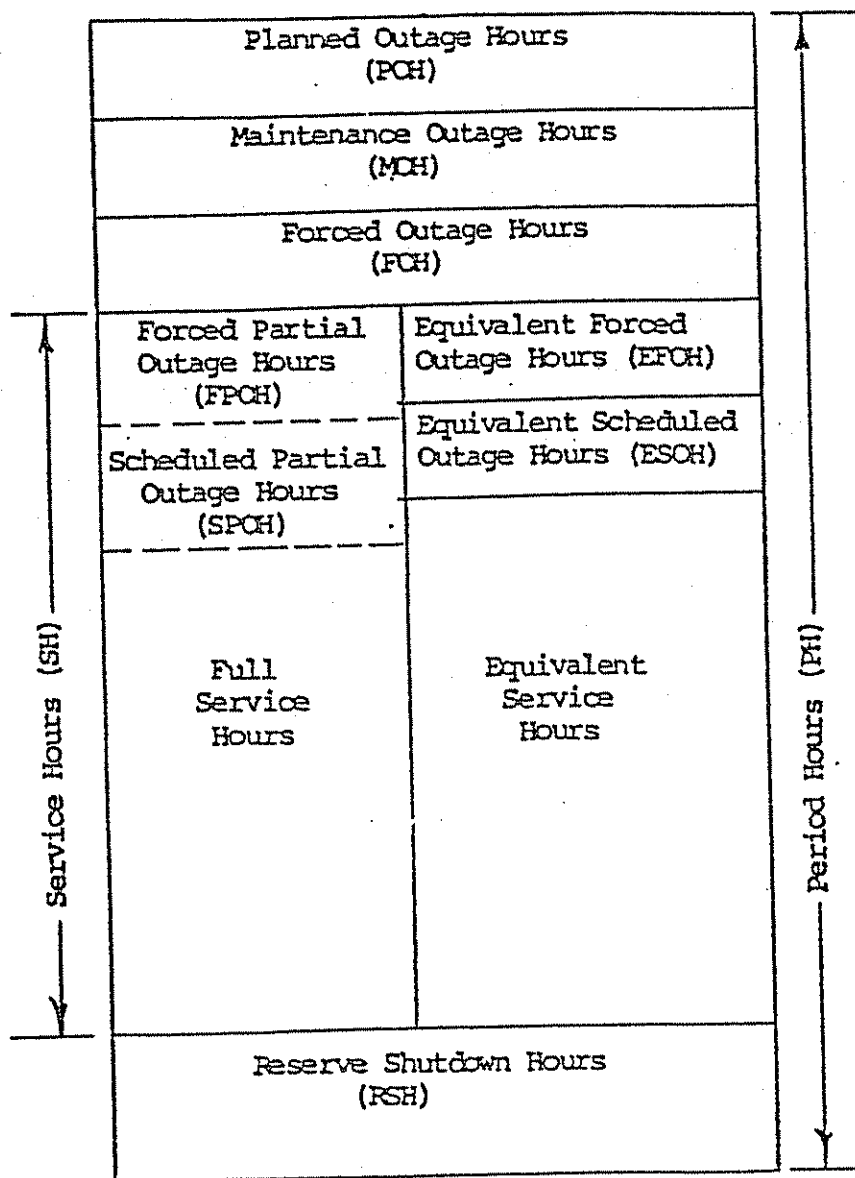 Planned Outage Hours
(POH)
Maintenance Outage Hours
(MOH)
Forced Outage Hours
(FOH)
Forced Partial
Outage Hours
(FPOH)
Equivalent Forced
Outage Hours (EFOH)
Scheduled Partial
Outage Hours
(SPOH)
Equivalent Scheduled
Outage Hours (ESOH)
Full
Service
Hours
Equivalent
Service
Hours
Service Hours (SH)
Period Hours (PH)
Reserve Shutdown Hours
(RSH)